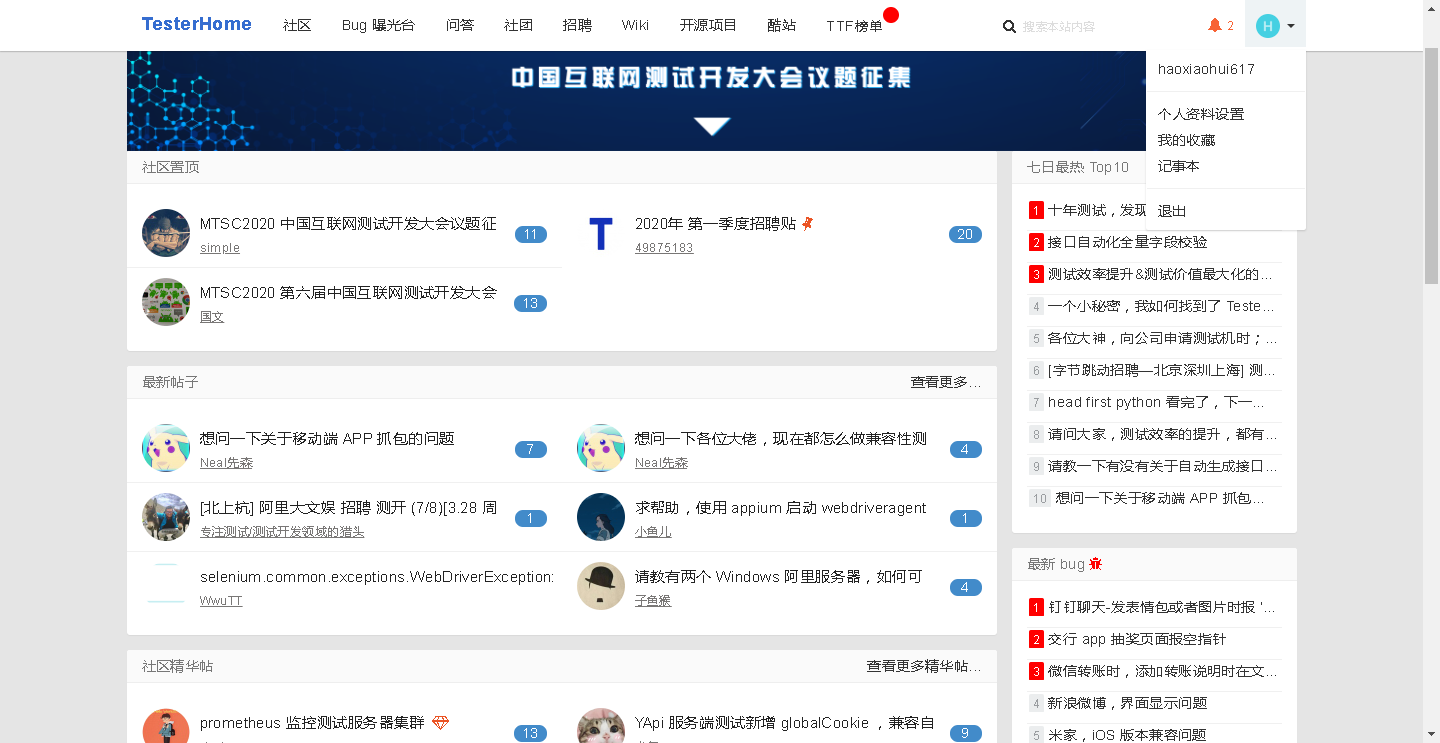 TesterHome 社区 Bug 曝光台 问答 社团 招聘 Wiki 开源项目 酷站 TTF榜单 搜索本站内容 2 H
haoxiaohui617
个人资料设置
我的收藏
记事本
退出
中国互联网测试开发大会议题征集
社区置顶
MTSC2020 中国互联网测试开发大会议题征
simple
11
T
2020年 第一季度招聘贴
49875183
20
MTSC2020 第六届中国互联网测试开发大会
国文
13
最新帖子 查看更多...
想问一下关于移动端 APP 抓包的问题
Neal先森
7
想问一下各位大佬，现在都怎么做兼容性测
Neal先森
4
[北上杭] 阿里大文娱 招聘 测开 (7/8)[3.28 周
专注测试/测试开发领域的猎头
1
求帮助，使用 appium 启动 webdriveragent
小鱼儿
1
selenium.common.exceptions.WebDriverException:
WwuTT
请教有两个 Windows 阿里服务器，如何可
子鱼猴
4
社区精华帖 查看更多精华帖...
prometheus 监控测试服务器集群
13
YApi 服务端测试新增 globalCookie ，兼容自
9
七日最热 Top10
1 十年测试，发现
2 接口自动化全量字段校验
3 测试效率提升&测试价值最大化的...
4 一个小秘密，我如何找到了 Teste...
5 各位大神，向公司申请测试机时；...
6 [字节跳动招聘—北京深圳上海] 测...
7 head first python 看完了，下一...
8 请问大家，测试效率的提升，都有...
9 请教一下有没有关于自动生成接口...
10 想问一下关于移动端 APP 抓包...
最新 bug
1 钉钉聊天-发表情包或者图片时报 '...
2 交行 app 抽奖页面报空指针
3 微信转账时，添加转账说明时在文...
4 新浪微博，界面显示问题
5 米家，iOS 版本兼容问题